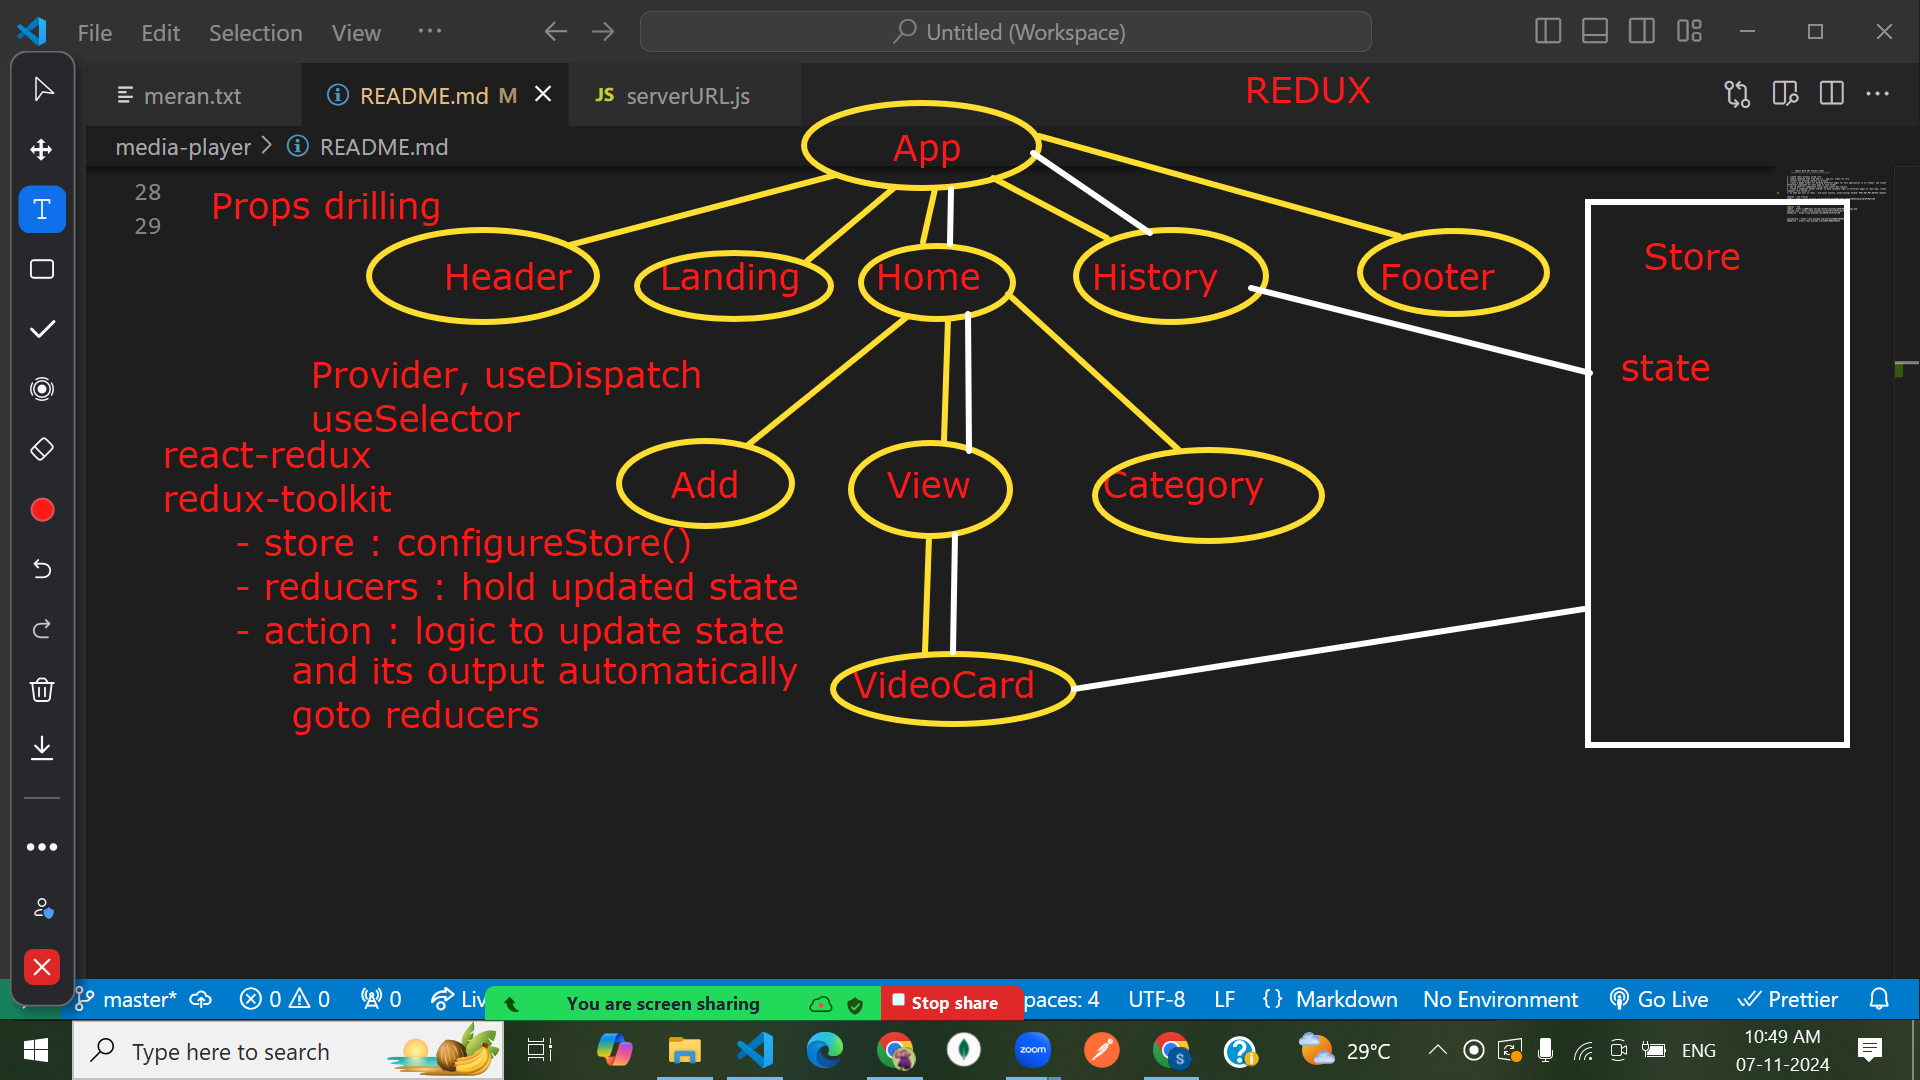 File Edit Selection View ··· Untitled (Workspace)
meran.txt README.md M JS serverURL.js
REDUX
media-player > README.md
App
28 Props drilling
29
Header Landing Home History Footer
Store
Provider, useDispatch
useSelector
state
react-redux
redux-toolkit
Add View Category
- store : configureStore()
- reducers : hold updated state
- action : logic to update state
and its output automatically
goto reducers
VideoCard
T
master* 0 0 0 Liv You are screen sharing Stop share paces: 4 UTF-8 LF {} Markdown No Environment Go Live Prettier
Type here to search zoom S 29°C ENG 10:49 AM
07-11-2024